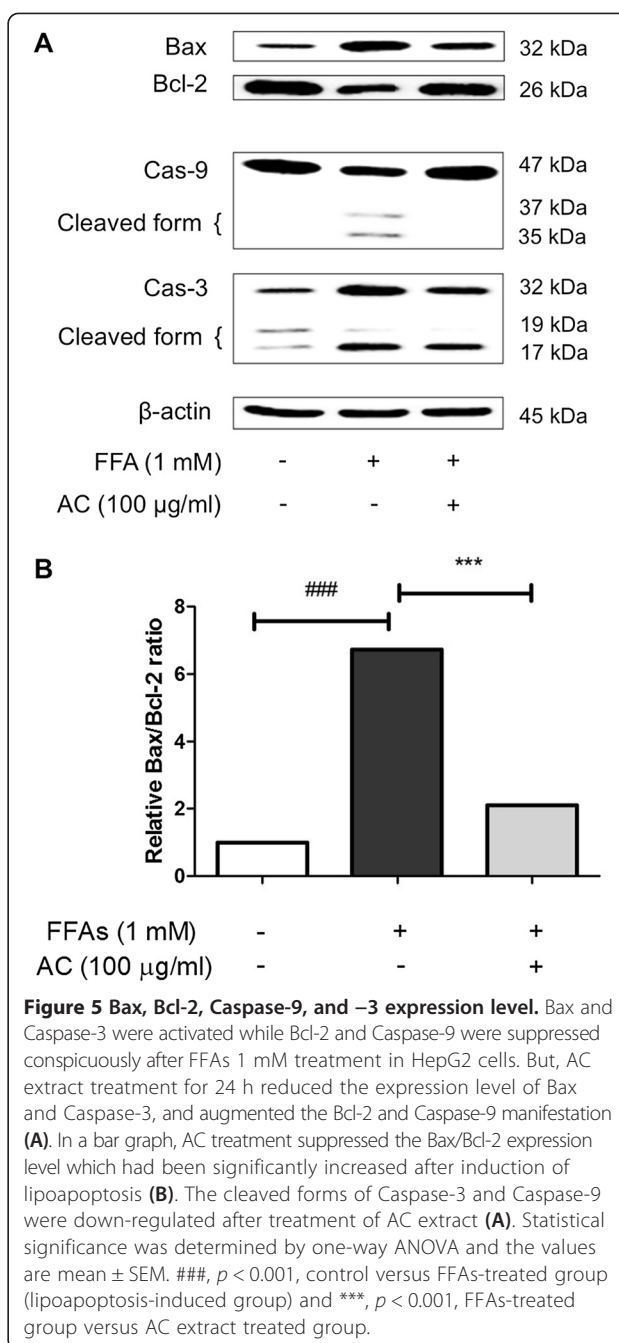 A
Bax 32 kDa
Bcl-2 26 kDa
Cas-9 47 kDa
37 kDa
Cleaved form {
35 kDa
Cas-3 32 kDa
19 kDa
Cleaved form {
17 kDa
β-actin 45 kDa
FFA (1 mM) - + +
AC (100 µg/ml) - - +
B
***
###
8
6
4
2
0
Relative Bax/Bcl-2 ratio
FFAs (1 mM) - + +
AC (100 µg/ml) - - +
Figure 5 Bax, Bcl-2, Caspase-9, and −3 expression level. Bax and
Caspase-3 were activated while Bcl-2 and Caspase-9 were suppressed
conspicuously after FFAs 1 mM treatment in HepG2 cells. But, AC
extract treatment for 24 h reduced the expression level of Bax
and Caspase-3, and augmented the Bcl-2 and Caspase-9 manifestation
(A). In a bar graph, AC treatment suppressed the Bax/Bcl-2 expression
level which had been significantly increased after induction of
lipoapoptosis (B). The cleaved forms of Caspase-3 and Caspase-9
were down-regulated after treatment of AC extract (A). Statistical
significance was determined by one-way ANOVA and the values
are mean ± SEM. ###, p < 0.001, control versus FFAs-treated group
(lipoapoptosis-induced group) and ***, p < 0.001, FFAs-treated
group versus AC extract treated group.